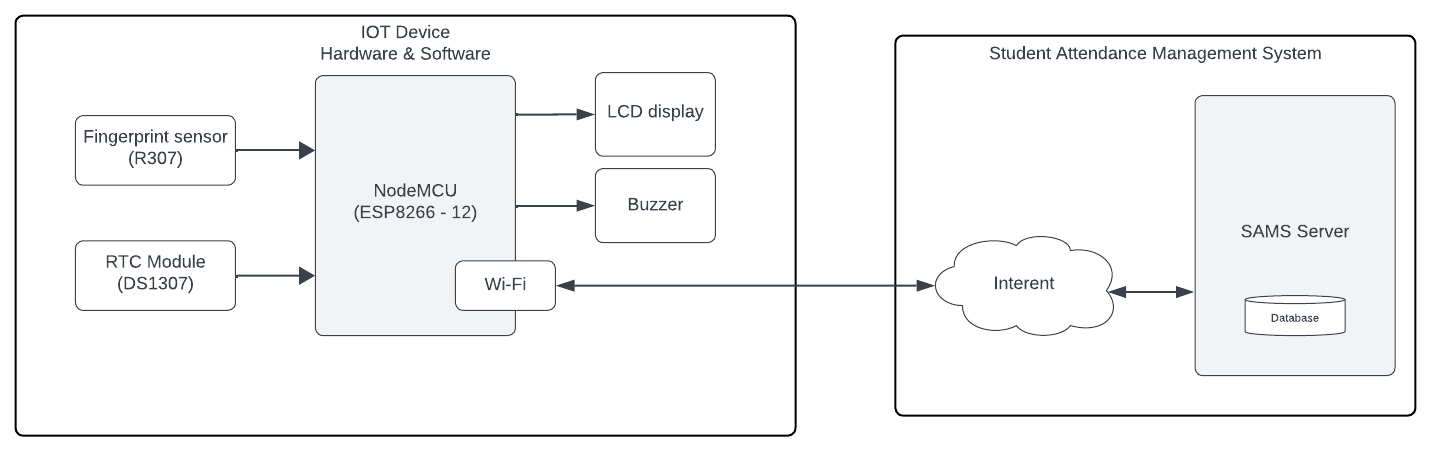 IOT Device
Hardware & Software
Fingerprint sensor
(R307)
RTC Module
(DS1307)
NodeMCU
(ESP8266 - 12)
Wi-Fi
LCD display
Buzzer
Student Attendance Management System
Interent
SAMS Server
Database